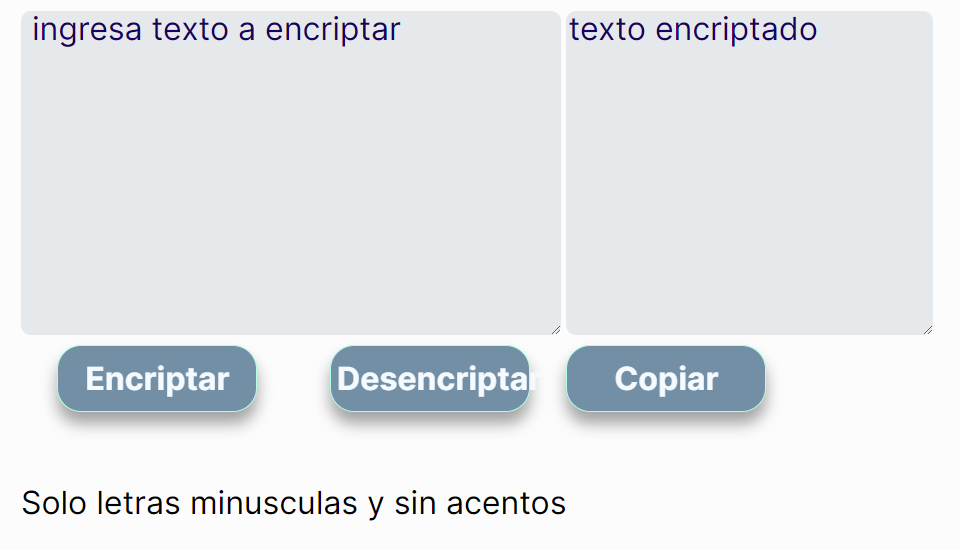 ingresa texto a encriptar
texto encriptado
Encriptar
Desencriptar
Copiar
Solo letras minusculas y sin acentos